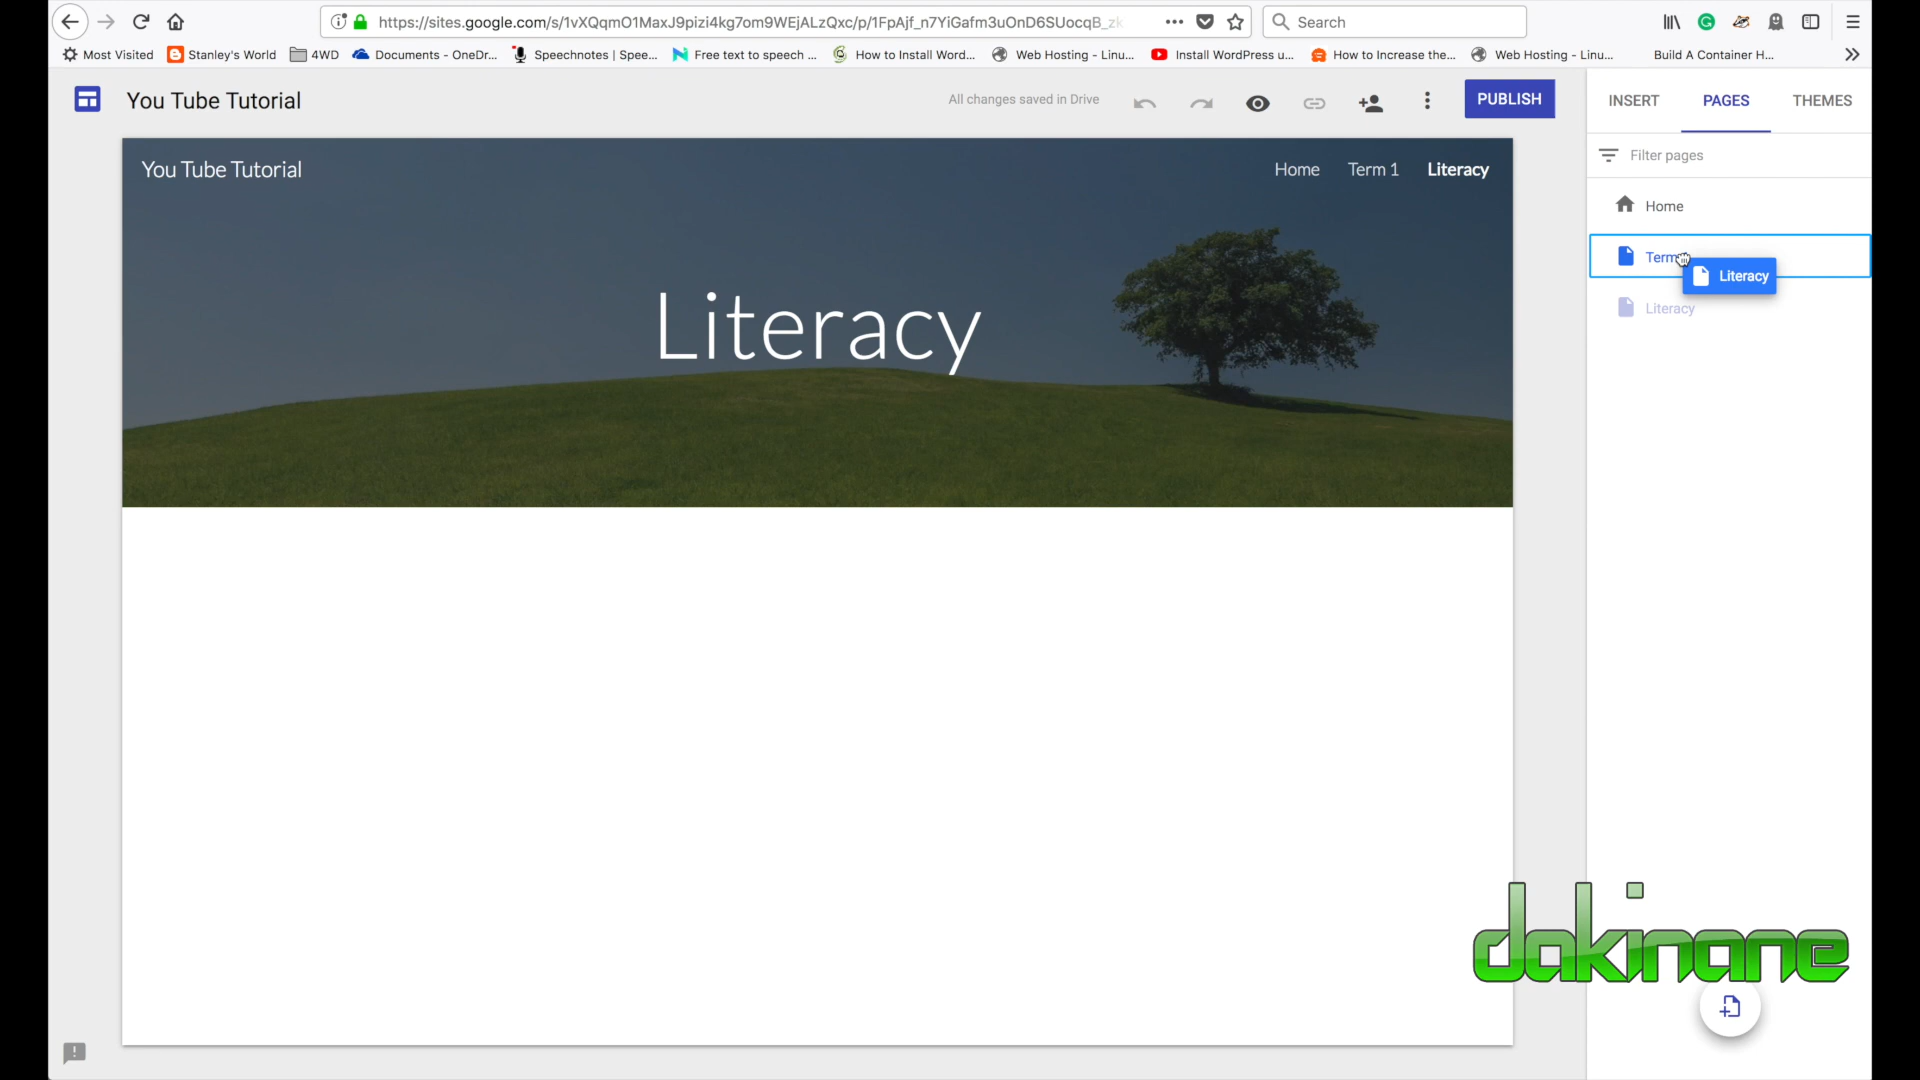 https://sites.google.com/s/1vXQqmO1MaxJ9pizi4kg7om9WEjALzQxc/p/1FpAjf_n7YiGafm3uOnD6SUocqB_zk
Search
Most Visited
Stanley's World
4WD
Documents - OneDr...
Speechnotes | Spee...
Free text to speech ...
How to Install Word...
Web Hosting - Linu...
Install WordPress u...
How to Increase the...
Web Hosting - Linu...
Build A Container H...
You Tube Tutorial
All changes saved in Drive
PUBLISH
INSERT
PAGES
THEMES
You Tube Tutorial
Home
Term 1
Literacy
Filter pages
Home
Term
Literacy
Literacy
Literacy
dakinane